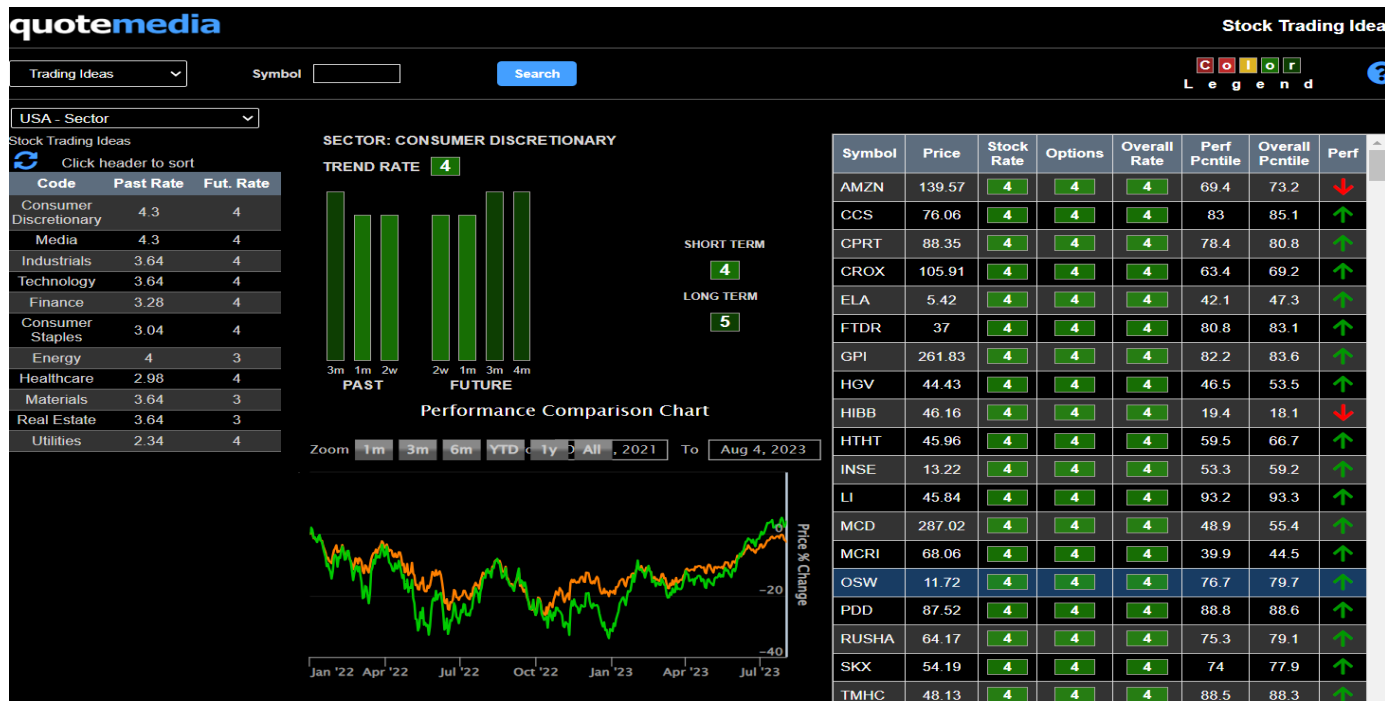 quotemedia
Stock Trading Idea
Trading Ideas
Symbol
Search
Color
Legend
?
USA - Sector
Stock Trading Ideas
Click header to sort
Code Past Rate Fut. Rate
Consumer Discretionary 4.3 4
Media 4.3 4
Industrials 3.64 4
Technology 3.64 4
Finance 3.28 4
Consumer Staples 3.04 4
Energy 4 3
Healthcare 2.98 4
Materials 3.64 3
Real Estate 3.64 3
Utilities 2.34 4
SECTOR: CONSUMER DISCRETIONARY
TREND RATE 4
3m 1m 2w 2w 1m 3m 4m
PAST FUTURE
SHORT TERM
4
LONG TERM
5
Performance Comparison Chart
Zoom 1m 3m 6m YTD 1y All , 2021 To Aug 4, 2023
0
-20
-40
Price % Change
Jan '22 Apr '22 Jul '22 Oct '22 Jan '23 Apr '23 Jul '23
Symbol Price Stock Rate Options Overall Rate Perf Pcntile Overall Pcntile Perf
AMZN 139.57 4 4 4 69.4 73.2
CCS 76.06 4 4 4 83 85.1
CPRT 88.35 4 4 4 78.4 80.8
CROX 105.91 4 4 4 63.4 69.2
ELA 5.42 4 4 4 42.1 47.3
FTDR 37 4 4 4 80.8 83.1
GPI 261.83 4 4 4 82.2 83.6
HGV 44.43 4 4 4 46.5 53.5
HIBB 46.16 4 4 4 19.4 18.1
HTHT 45.96 4 4 4 59.5 66.7
INSE 13.22 4 4 4 53.3 59.2
LI 45.84 4 4 4 93.2 93.3
MCD 287.02 4 4 4 48.9 55.4
MCRI 68.06 4 4 4 39.9 44.5
OSW 11.72 4 4 4 76.7 79.7
PDD 87.52 4 4 4 88.8 88.6
RUSHA 64.17 4 4 4 75.3 79.1
SKX 54.19 4 4 4 74 77.9
TMHC 48.13 4 4 4 88.5 88.3